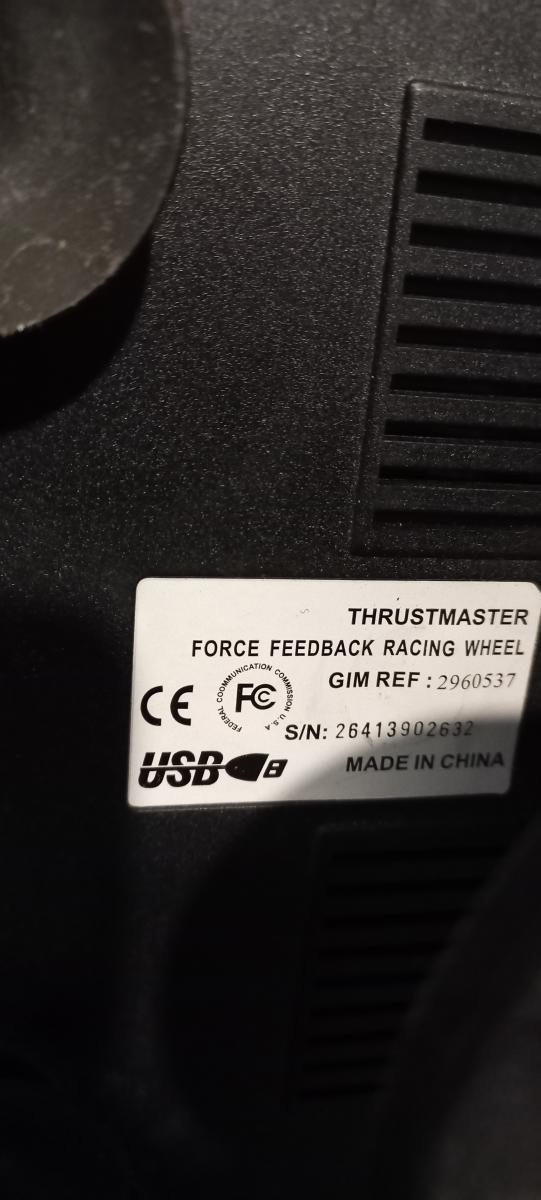 THRUSTMASTER
FORCE FEEDBACK RACING WHEEL
GIM REF : 2960537
CE
FC
FEDERAL COOMMUNICATION COMMISSION U.S.A
S/N: 26413902632
USB
MADE IN CHINA